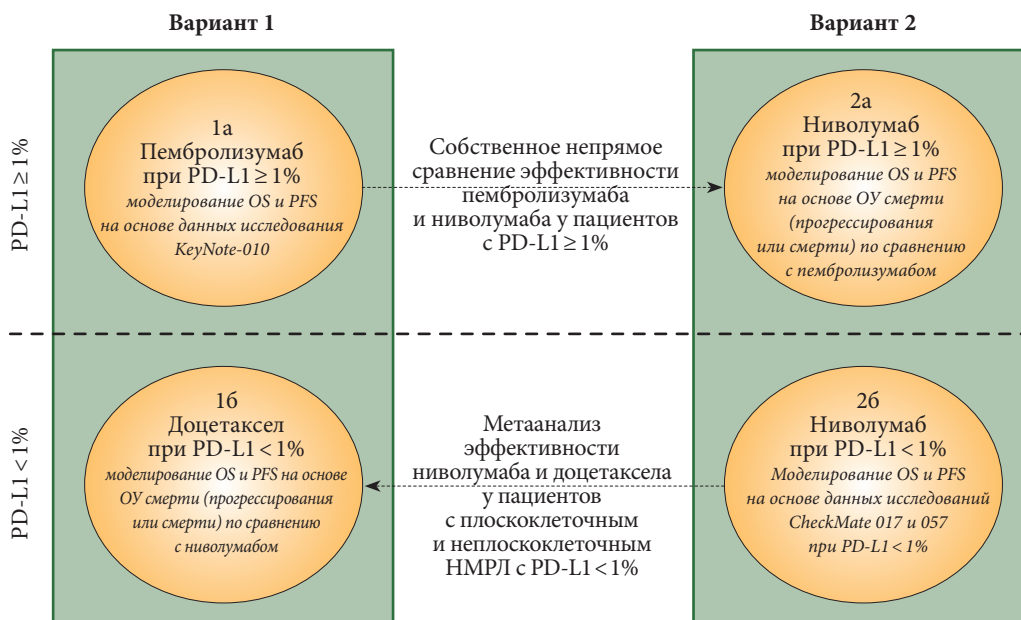 Вариант 1
Вариант 2
PD-L1 ≥ 1%
1а
Пембролизумаб
при PD-L1 ≥ 1%
моделирование OS и PFS
на основе данных исследования
KeyNote-010
Собственное непрямое
сравнение эффективности
пембролизумаба
и ниволумаба у пациентов
с PD-L1 ≥ 1%
2а
Ниволумаб
при PD-L1 ≥ 1%
моделирование OS и PFS
на основе ОУ смерти
(прогрессирования
или смерти) по сравнению
с пембролизумабом
PD-L1 < 1%
1б
Доцетаксел
при PD-L1 < 1%
моделирование OS и PFS на основе
ОУ смерти (прогрессирования
или смерти) по сравнению
с ниволумабом
Метаанализ
эффективности
ниволумаба и доцетаксела
у пациентов
с плоскоклеточным
и неплоскоклеточным
НМРЛ с PD-L1 < 1%
2б
Ниволумаб
при PD-L1 < 1%
Моделирование OS и PFS
на основе данных исследований
CheckMate 017 и 057
при PD-L1 < 1%